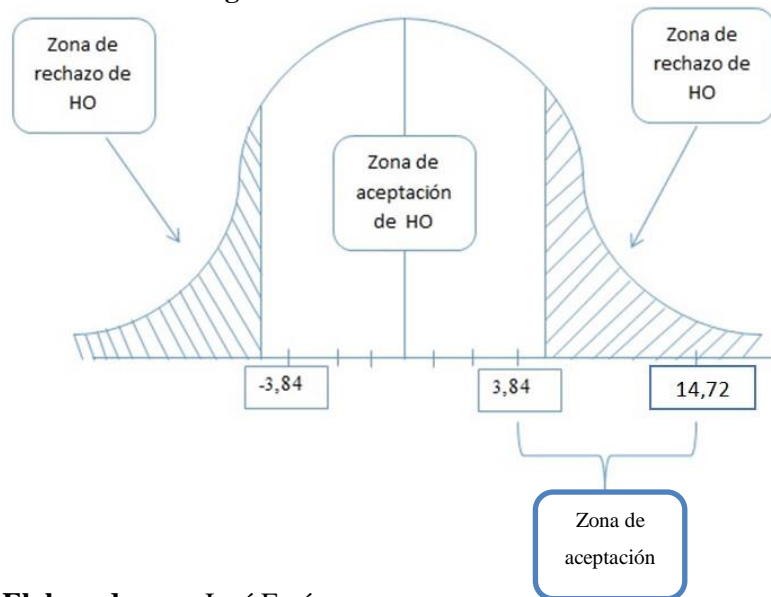 Zona de
rechazo de
HO
Zona de
rechazo de
HO
Zona de
aceptación
de HO
-3,84
3,84
14,72
Zona de
aceptación